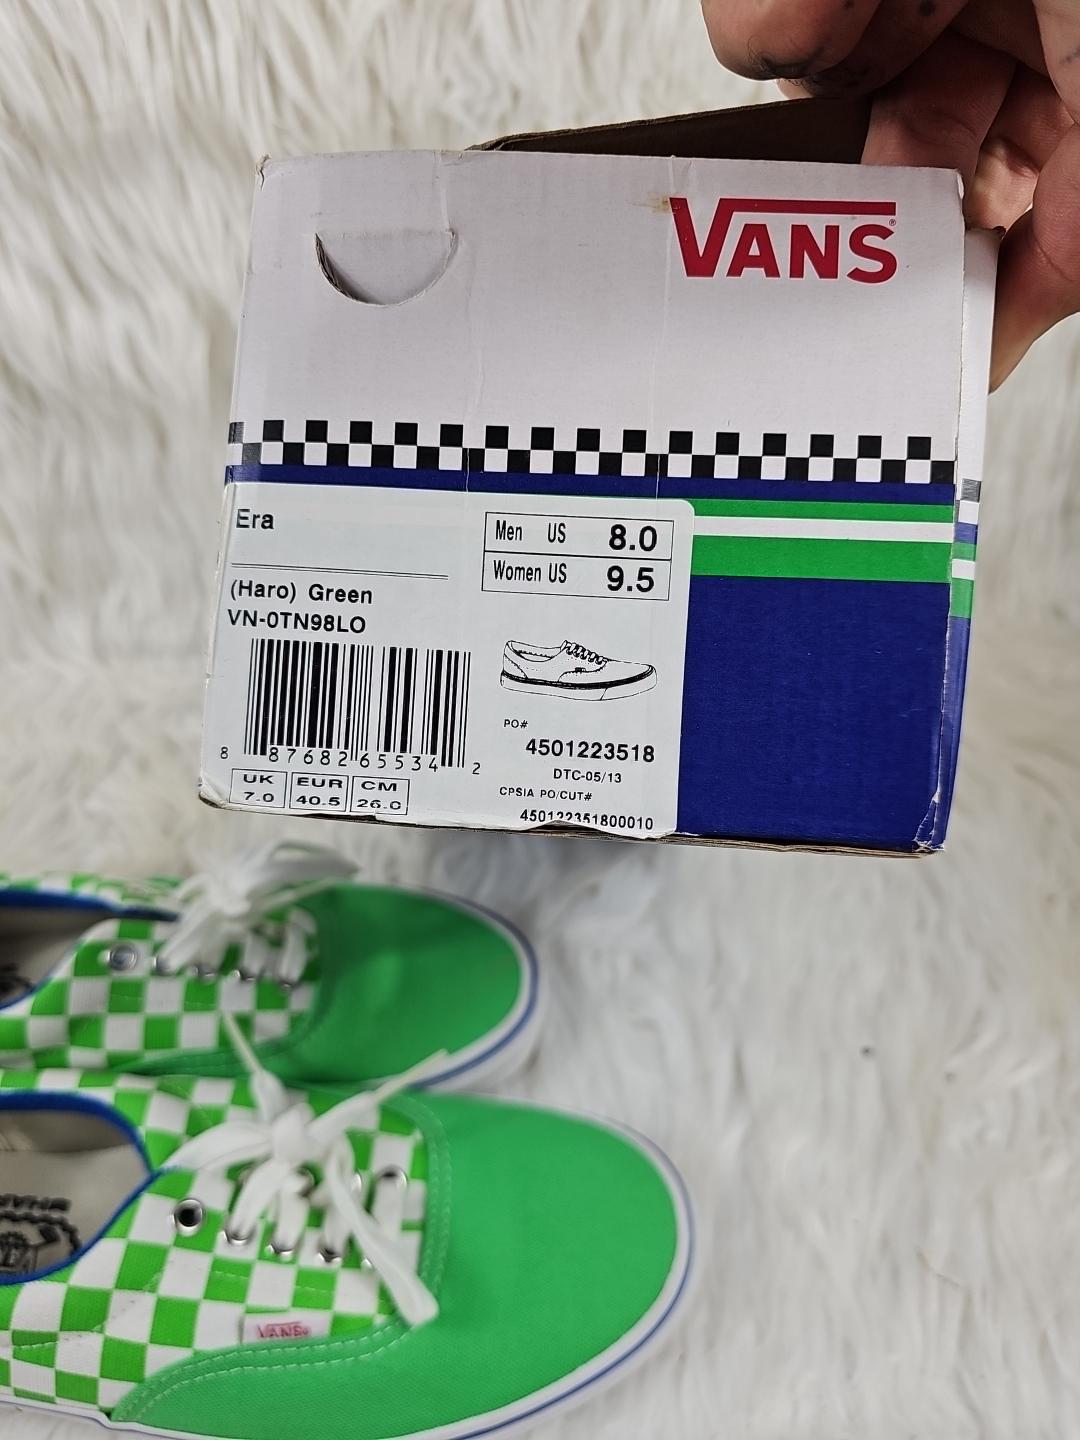 VANS®
Era
Men US 8.0
Women US 9.5
(Haro) Green
VN-0TN98LO
8 87682 65534 2
UK
7.0
EUR
40.5
CM
26.0
PO#
4501223518
DTC-05/13
CPSIA PO/CUT#
450122351800010
VANS